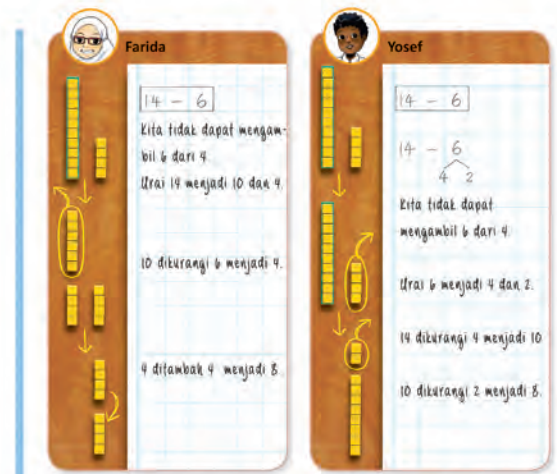 Farida
14 - 6
Kita tidak dapat mengam-
bil 6 dari 4.
Urai 14 menjadi 10 dan 4.
10 dikurangi 6 menjadi 4.
4 ditambah 4 menjadi 8.
Yosef
14 - 6
14 - 6
4 2
Kita tidak dapat
mengambil 6 dari 4.
Urai 6 menjadi 4 dan 2.
14 dikurangi 4 menjadi 10
10 dikurangi 2 menjadi 8.